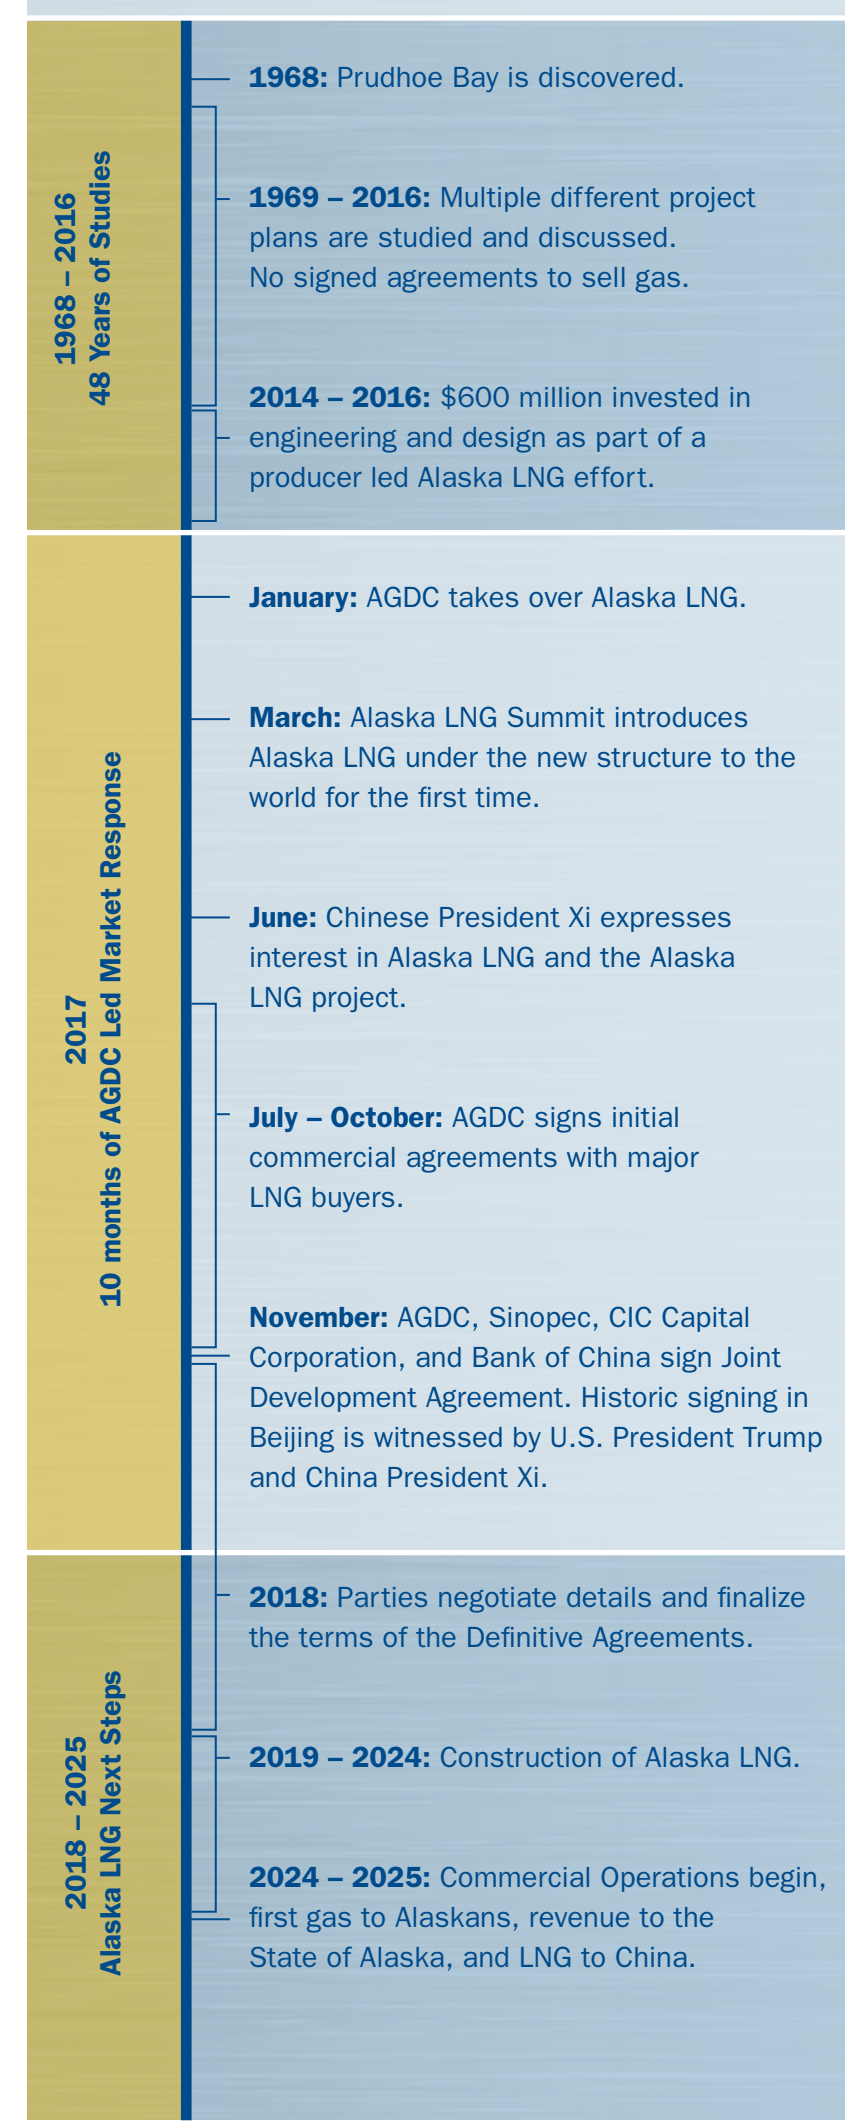 1968 – 2016
48 Years of Studies
1968: Prudhoe Bay is discovered.
1969 – 2016: Multiple different project
plans are studied and discussed.
No signed agreements to sell gas.
2014 – 2016: $600 million invested in
engineering and design as part of a
producer led Alaska LNG effort.
2017
10 months of AGDC Led Market Response
January: AGDC takes over Alaska LNG.
March: Alaska LNG Summit introduces
Alaska LNG under the new structure to the
world for the first time.
June: Chinese President Xi expresses
interest in Alaska LNG and the Alaska
LNG project.
July – October: AGDC signs initial
commercial agreements with major
LNG buyers.
November: AGDC, Sinopec, CIC Capital
Corporation, and Bank of China sign Joint
Development Agreement. Historic signing in
Beijing is witnessed by U.S. President Trump
and China President Xi.
2018 – 2025
Alaska LNG Next Steps
2018: Parties negotiate details and finalize
the terms of the Definitive Agreements.
2019 – 2024: Construction of Alaska LNG.
2024 – 2025: Commercial Operations begin,
first gas to Alaskans, revenue to the
State of Alaska, and LNG to China.